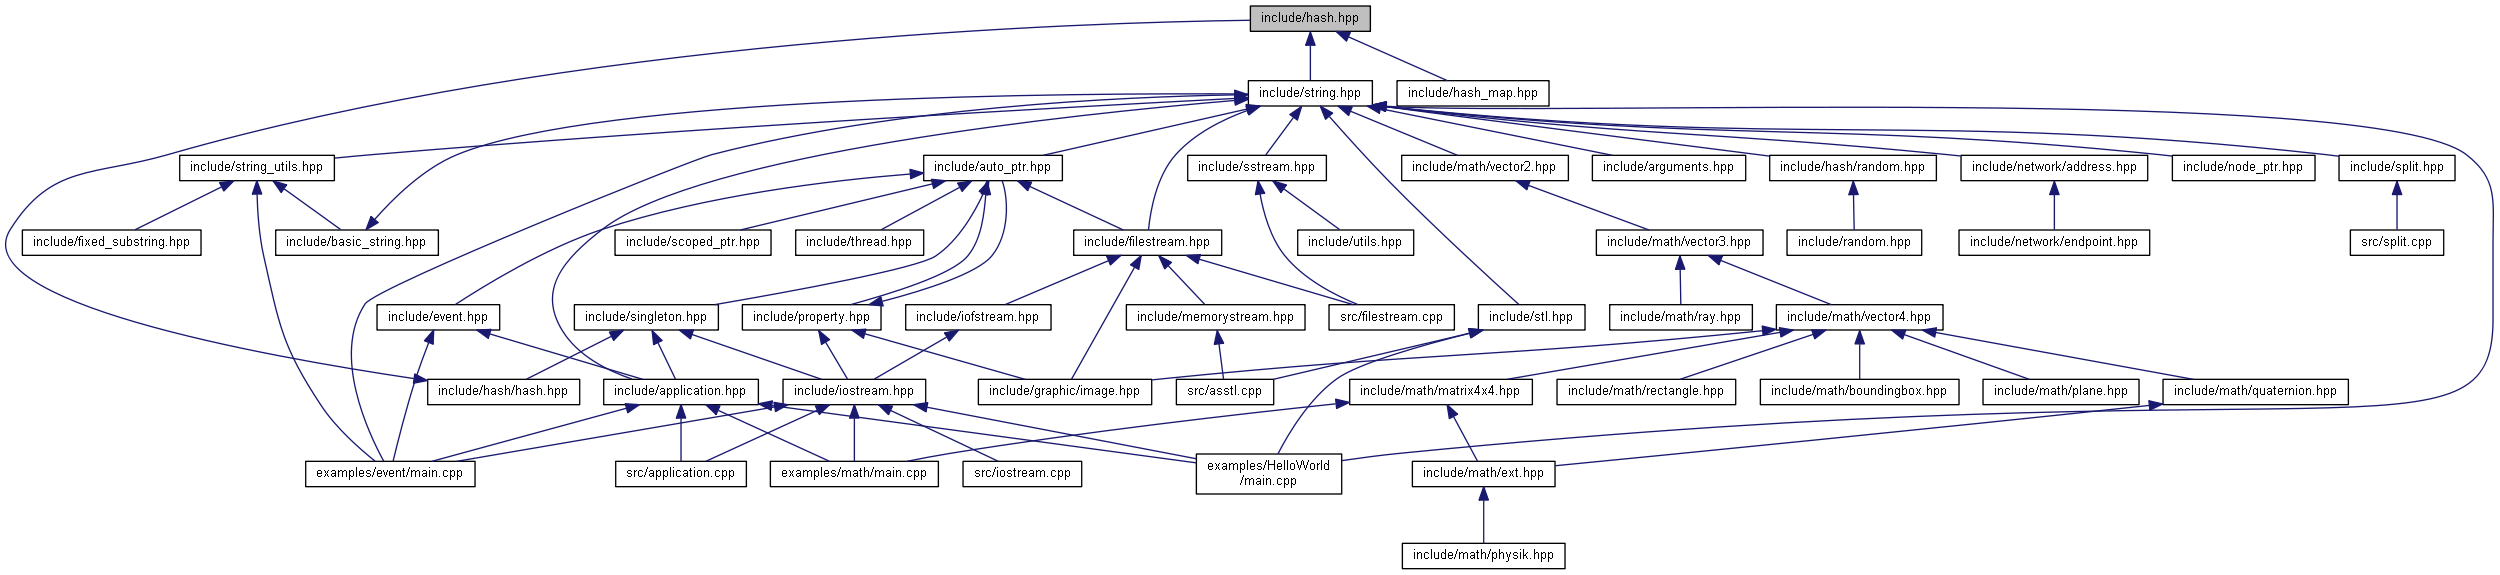 include/hash.hpp
include/string.hpp
include/hash_map.hpp
include/string_utils.hpp
include/auto_ptr.hpp
include/sstream.hpp
include/math/vector2.hpp
include/arguments.hpp
include/hash/random.hpp
include/network/address.hpp
include/node_ptr.hpp
include/split.hpp
include/fixed_substring.hpp
include/basic_string.hpp
include/scoped_ptr.hpp
include/thread.hpp
include/filestream.hpp
include/utils.hpp
include/math/vector3.hpp
include/random.hpp
include/network/endpoint.hpp
src/split.cpp
include/event.hpp
include/singleton.hpp
include/property.hpp
include/iofstream.hpp
include/memorystream.hpp
src/filestream.cpp
include/stl.hpp
include/math/ray.hpp
include/math/vector4.hpp
include/hash/hash.hpp
include/application.hpp
include/iostream.hpp
include/graphic/image.hpp
src/asstl.cpp
include/math/matrix4x4.hpp
include/math/rectangle.hpp
include/math/boundingbox.hpp
include/math/plane.hpp
include/math/quaternion.hpp
examples/event/main.cpp
src/application.cpp
examples/math/main.cpp
src/iostream.cpp
examples/HelloWorld
/main.cpp
include/math/ext.hpp
include/math/physik.hpp